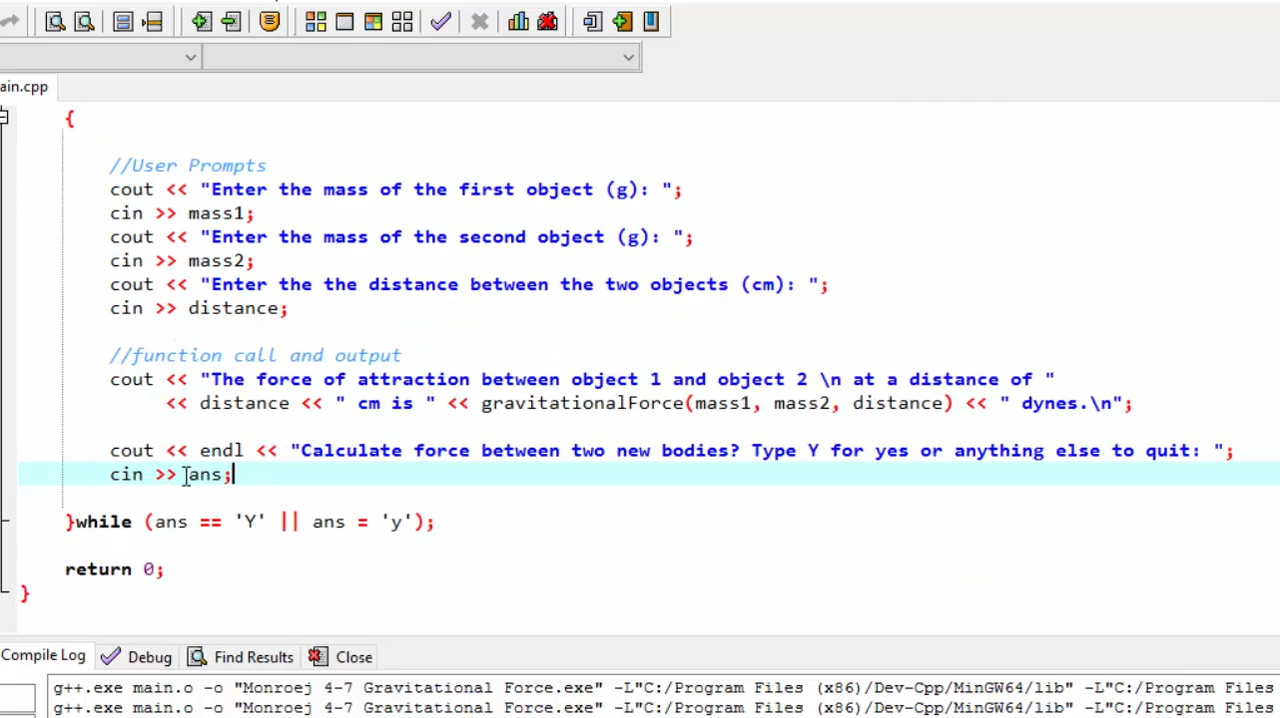 ain.cpp
{
//User Prompts
cout << "Enter the mass of the first object (g): ";
cin >> mass1;
cout << "Enter the mass of the second object (g): ";
cin >> mass2;
cout << "Enter the the distance between the two objects (cm): ";
cin >> distance;
//function call and output
cout << "The force of attraction between object 1 and object 2 \n at a distance of "
<< distance << " cm is " << gravitationalForce(mass1, mass2, distance) << " dynes.\n";
cout << endl << "Calculate force between two new bodies? Type Y for yes or anything else to quit: ";
cin >> ans;
}while (ans == 'Y' || ans = 'y');
return 0;
}
Compile Log Debug Find Results Close
g++.exe main.o -o "Monroej 4-7 Gravitational Force.exe" -L"C:/Program Files (x86)/Dev-Cpp/MinGW64/lib" -L"C:/Program Files
g++.exe main.o -o "Monroej 4-7 Gravitational Force.exe" -L"C:/Program Files (x86)/Dev-Cpp/MinGW64/lib" -L"C:/Program Files